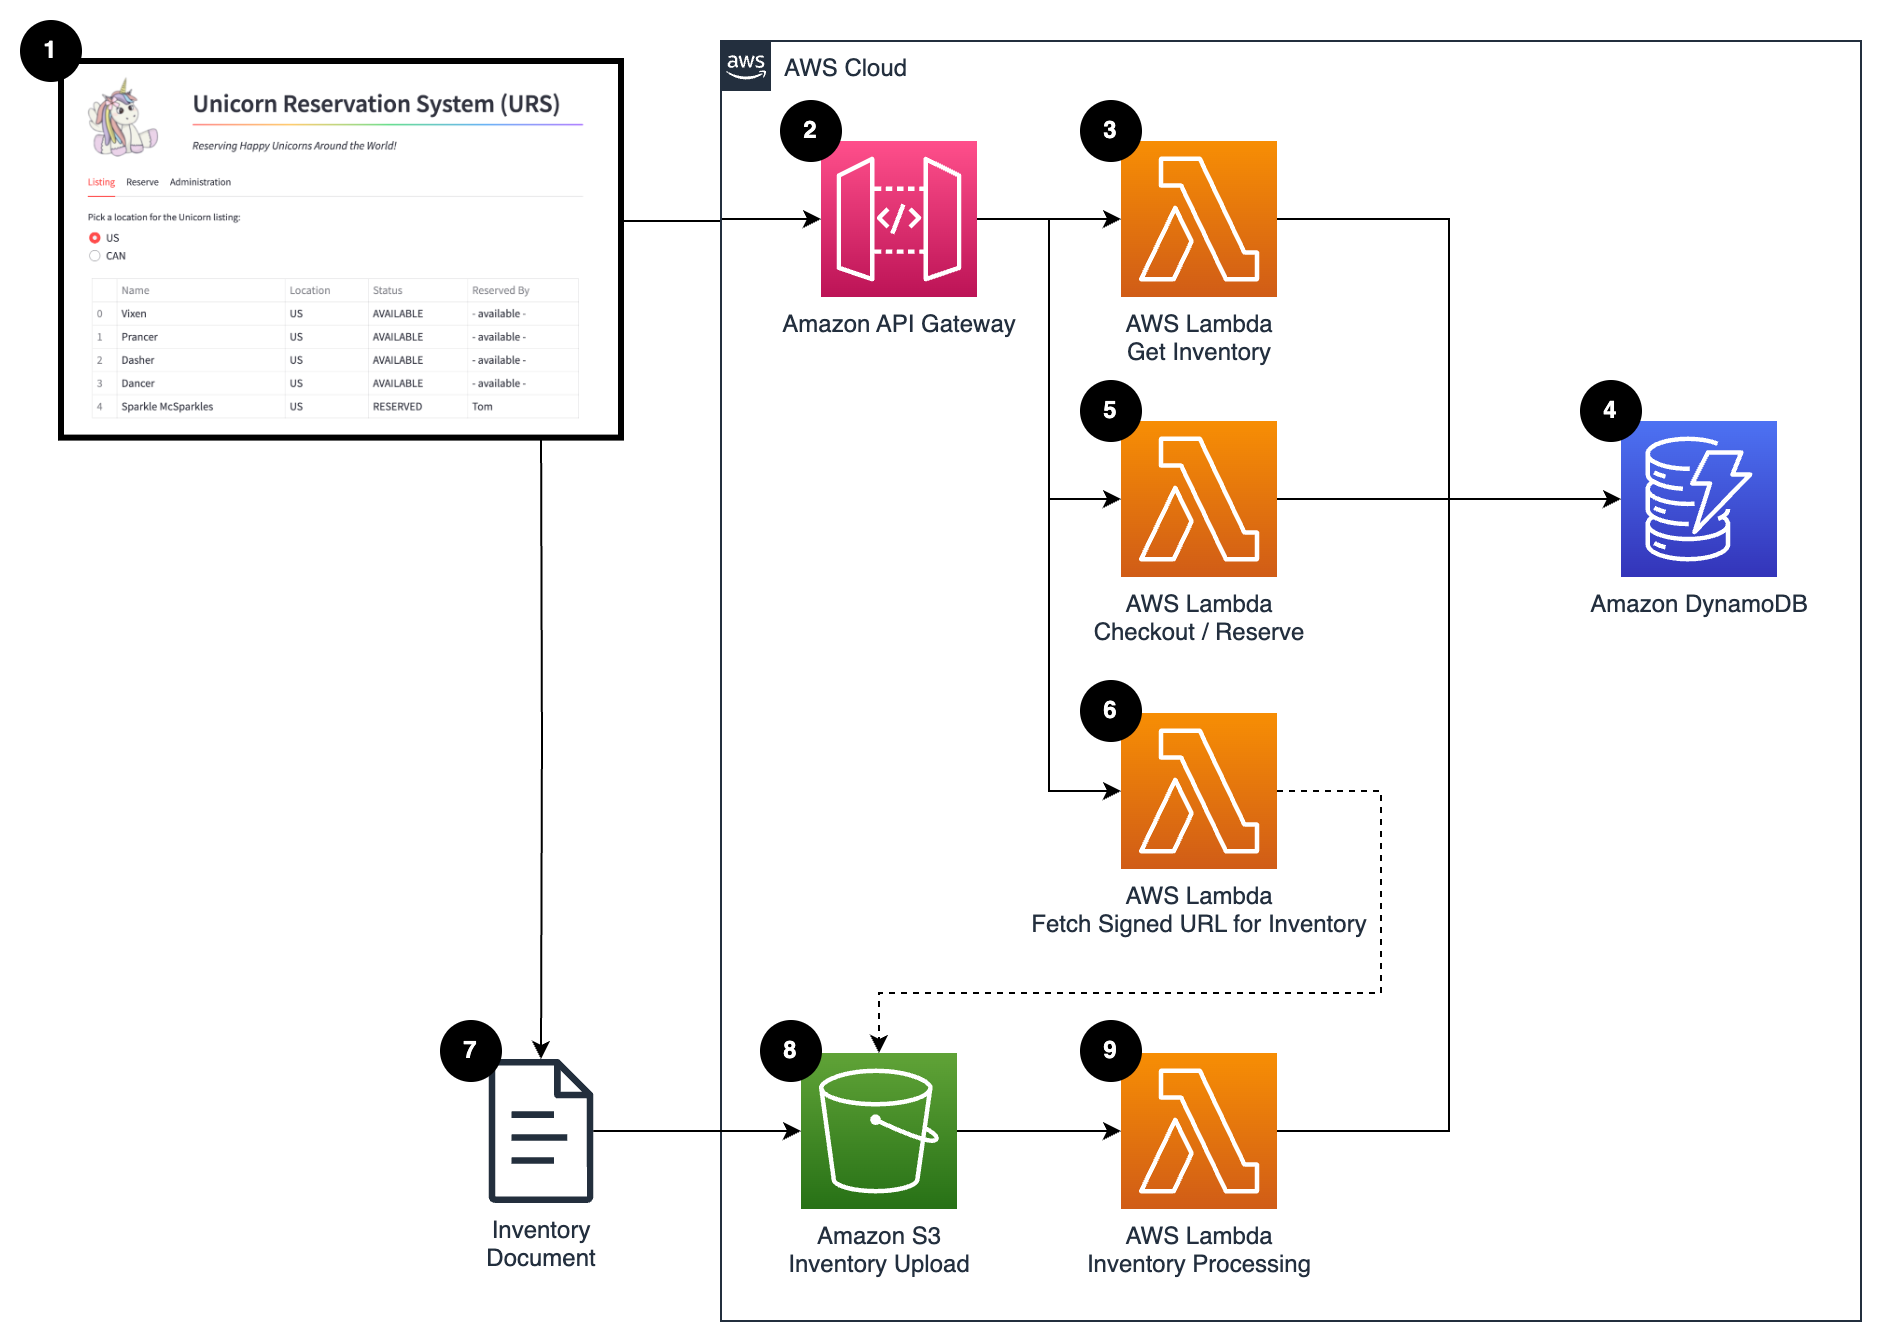 1
Unicorn Reservation System (URS)
Reserving Happy Unicorns Around the World!
Listing Reserve Administration
Pick a location for the Unicorn listing:
US
CAN
Name Location Status Reserved By
0 Vixen US AVAILABLE - available -
1 Prancer US AVAILABLE - available -
2 Dasher US AVAILABLE - available -
3 Dancer US AVAILABLE - available -
4 Sparkle McSparkles US RESERVED Tom
aws
AWS Cloud
2
</>
Amazon API Gateway
3
AWS Lambda
Get Inventory
5
AWS Lambda
Checkout / Reserve
4
Amazon DynamoDB
6
AWS Lambda
Fetch Signed URL for Inventory
7
Inventory
Document
8
Amazon S3
Inventory Upload
9
AWS Lambda
Inventory Processing